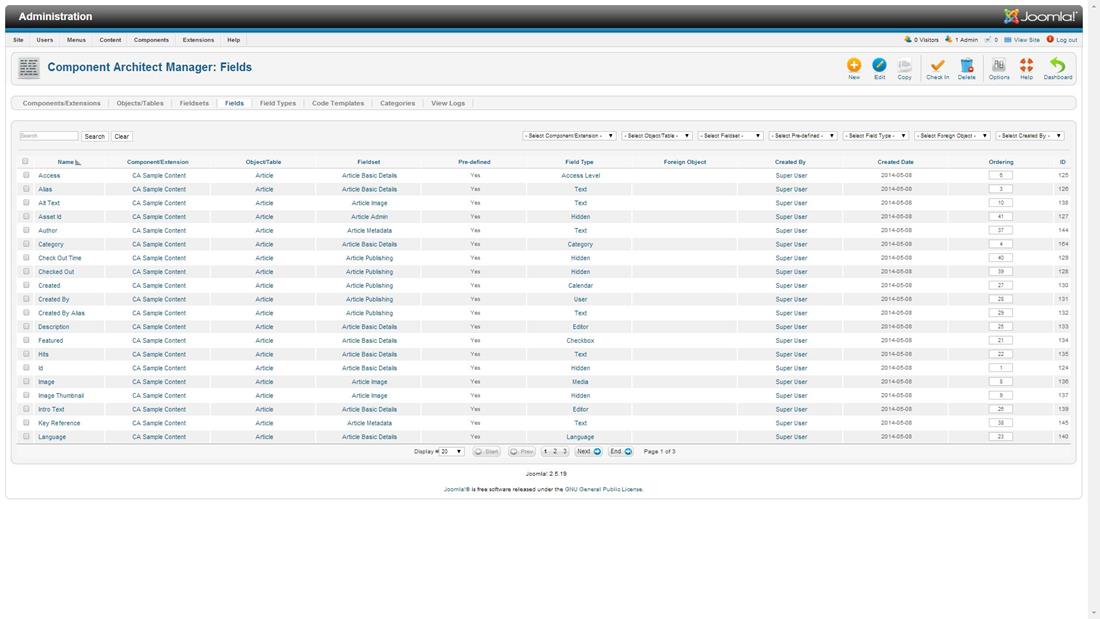 Administration
Joomla!®
Site Users Menus Content Components Extensions Help
0 Visitors 1 Admin 0 View Site Log out
Component Architect Manager: Fields
New Edit Copy Check In Delete Options Help Dashboard
Components/Extensions Objects/Tables Fieldsets Fields Field Types Code Templates Categories View Logs
Search Search Clear
- Select Component/Extension - - Select Object/Table - - Select Fieldset - - Select Pre-defined - - Select Field Type - - Select Foreign Object - - Select Created By -
Name Component/Extension Object/Table Fieldset Pre-defined Field Type Foreign Object Created By Created Date Ordering ID
Access CA Sample Content Article Article Basic Details Yes Access Level Super User 2014-05-08 6 125
Alias CA Sample Content Article Article Basic Details Yes Text Super User 2014-05-08 3 126
Alt Text CA Sample Content Article Article Image Yes Text Super User 2014-05-08 10 138
Asset Id CA Sample Content Article Article Admin Yes Hidden Super User 2014-05-08 41 127
Author CA Sample Content Article Article Metadata Yes Text Super User 2014-05-08 37 144
Category CA Sample Content Article Article Basic Details Yes Category Super User 2014-05-08 4 164
Check Out Time CA Sample Content Article Article Publishing Yes Hidden Super User 2014-05-08 40 129
Checked Out CA Sample Content Article Article Publishing Yes Hidden Super User 2014-05-08 39 128
Created CA Sample Content Article Article Publishing Yes Calendar Super User 2014-05-08 27 130
Created By CA Sample Content Article Article Publishing Yes User Super User 2014-05-08 28 131
Created By Alias CA Sample Content Article Article Publishing Yes Text Super User 2014-05-08 29 132
Description CA Sample Content Article Article Basic Details Yes Editor Super User 2014-05-08 25 133
Featured CA Sample Content Article Article Basic Details Yes Checkbox Super User 2014-05-08 21 134
Hits CA Sample Content Article Article Basic Details Yes Text Super User 2014-05-08 22 135
Id CA Sample Content Article Article Basic Details Yes Hidden Super User 2014-05-08 1 124
Image CA Sample Content Article Article Image Yes Media Super User 2014-05-08 8 136
Image Thumbnail CA Sample Content Article Article Image Yes Hidden Super User 2014-05-08 9 137
Intro Text CA Sample Content Article Article Basic Details Yes Editor Super User 2014-05-08 26 139
Key Reference CA Sample Content Article Article Metadata Yes Text Super User 2014-05-08 38 145
Language CA Sample Content Article Article Basic Details Yes Language Super User 2014-05-08 23 140
Display # 20 Start Prev 1 2 3 Next End Page 1 of 3
Joomla! 2.5.19
Joomla!® is free software released under the GNU General Public License.